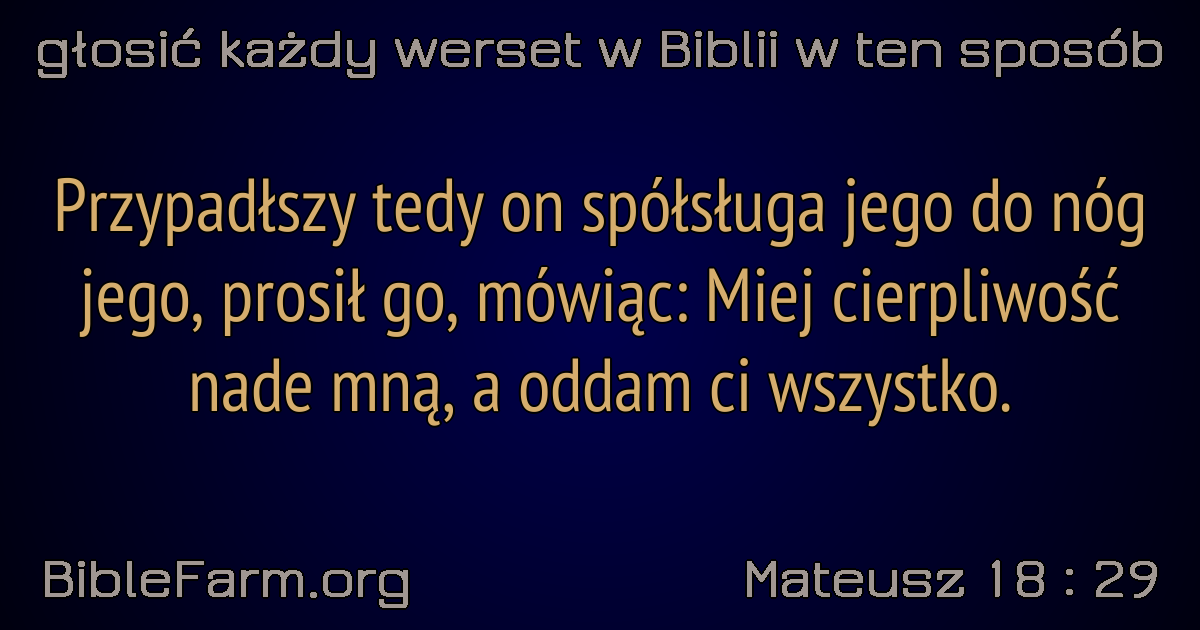 głosić każdy werset w Biblii w ten sposób
Przypadłszy tedy on spółsługa jego do nóg
jego, prosił go, mówiąc: Miej cierpliwość
nade mną, a oddam ci wszystko.
BibleFarm.org
Mateusz 18 : 29